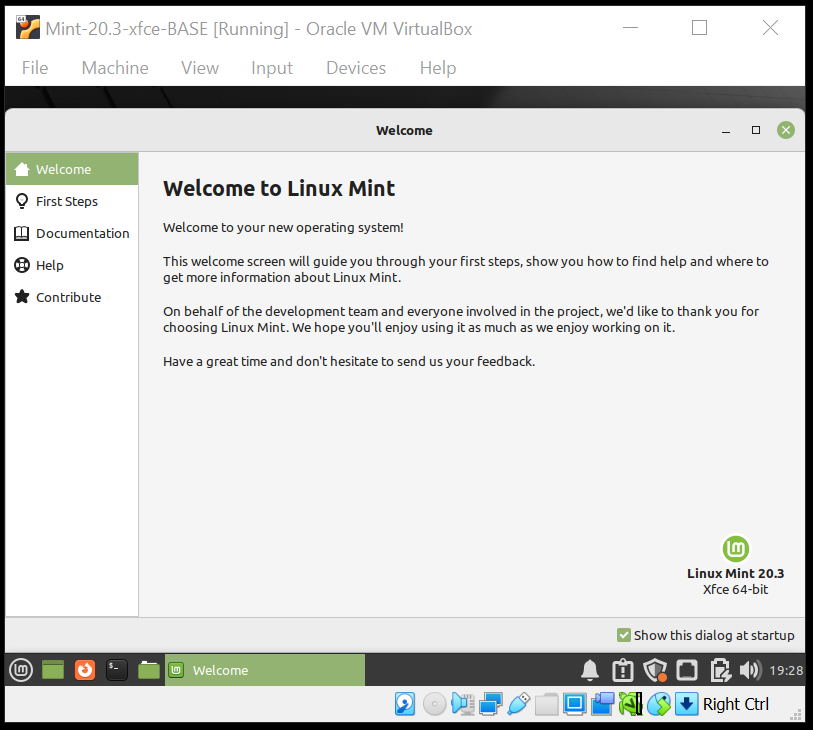 Mint-20.3-xfce-BASE [Running] - Oracle VM VirtualBox
File Machine View Input Devices Help
Welcome
Welcome
First Steps
Documentation
Help
Contribute
Welcome to Linux Mint
Welcome to your new operating system!
This welcome screen will guide you through your first steps, show you how to find help and where to
get more information about Linux Mint.
On behalf of the development team and everyone involved in the project, we'd like to thank you for
choosing Linux Mint. We hope you'll enjoy using it as much as we enjoy working on it.
Have a great time and don't hesitate to send us your feedback.
Linux Mint 20.3
Xfce 64-bit
Show this dialog at startup
Welcome 19:28
Right Ctrl